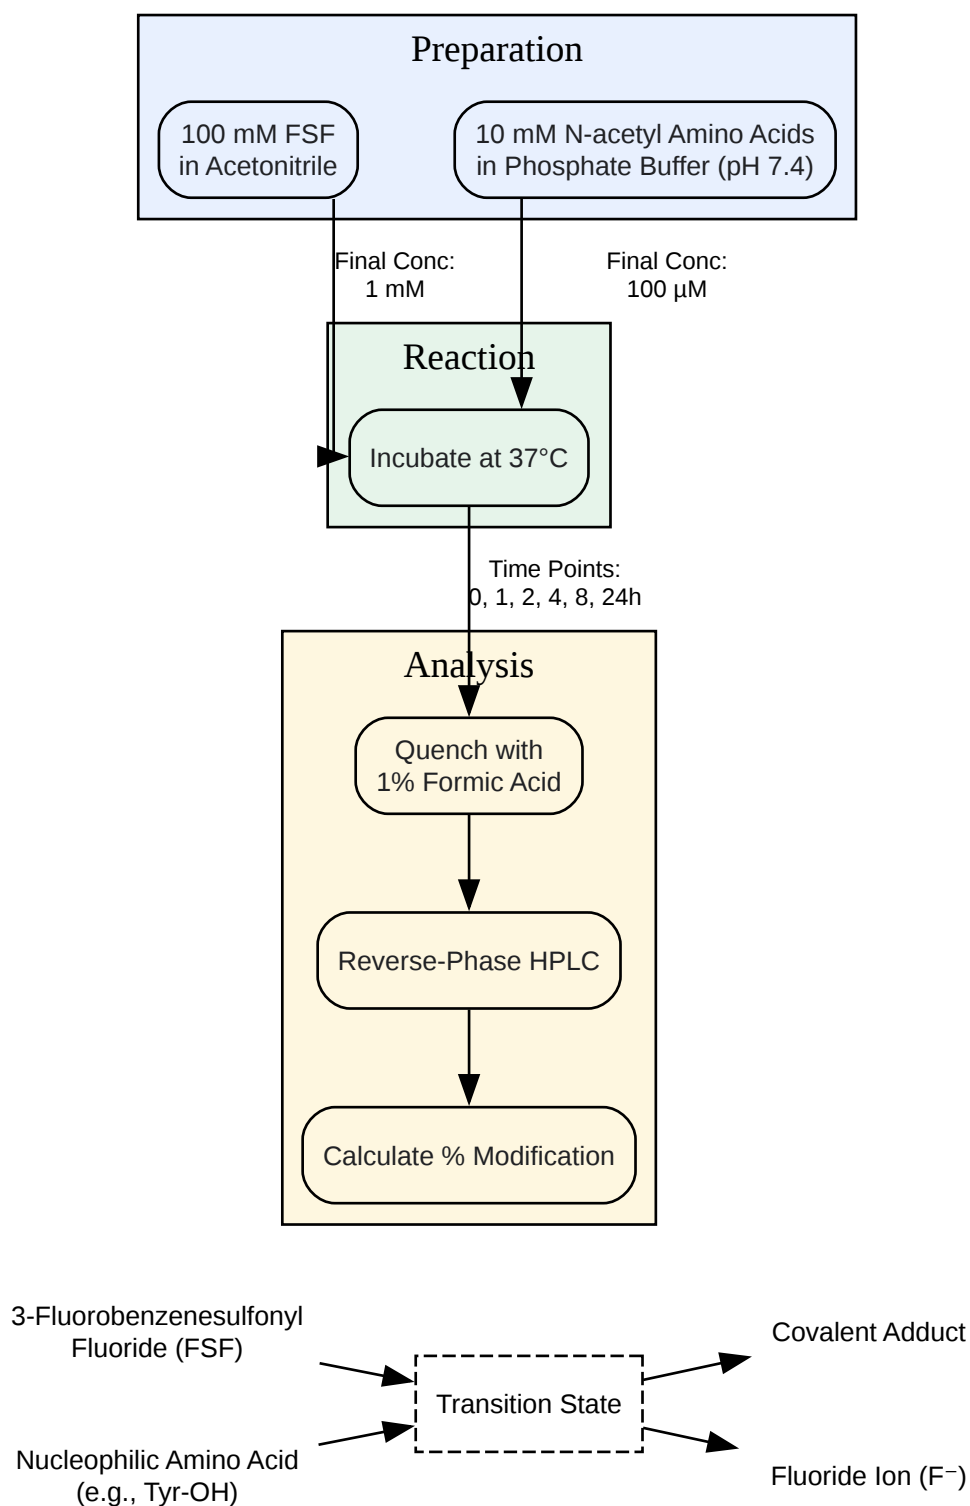 Preparation
100 mM FSF
in Acetonitrile
10 mM N-acetyl Amino Acids
in Phosphate Buffer (pH 7.4)
Final Conc:
1 mM
Final Conc:
100 µM
Reaction
Incubate at 37°C
Time Points:
0, 1, 2, 4, 8, 24h
Analysis
Quench with
1% Formic Acid
Reverse-Phase HPLC
Calculate % Modification
3-Fluorobenzenesulfonyl
Fluoride (FSF)
Nucleophilic Amino Acid
(e.g., Tyr-OH)
Transition State
Covalent Adduct
Fluoride Ion (F⁻)